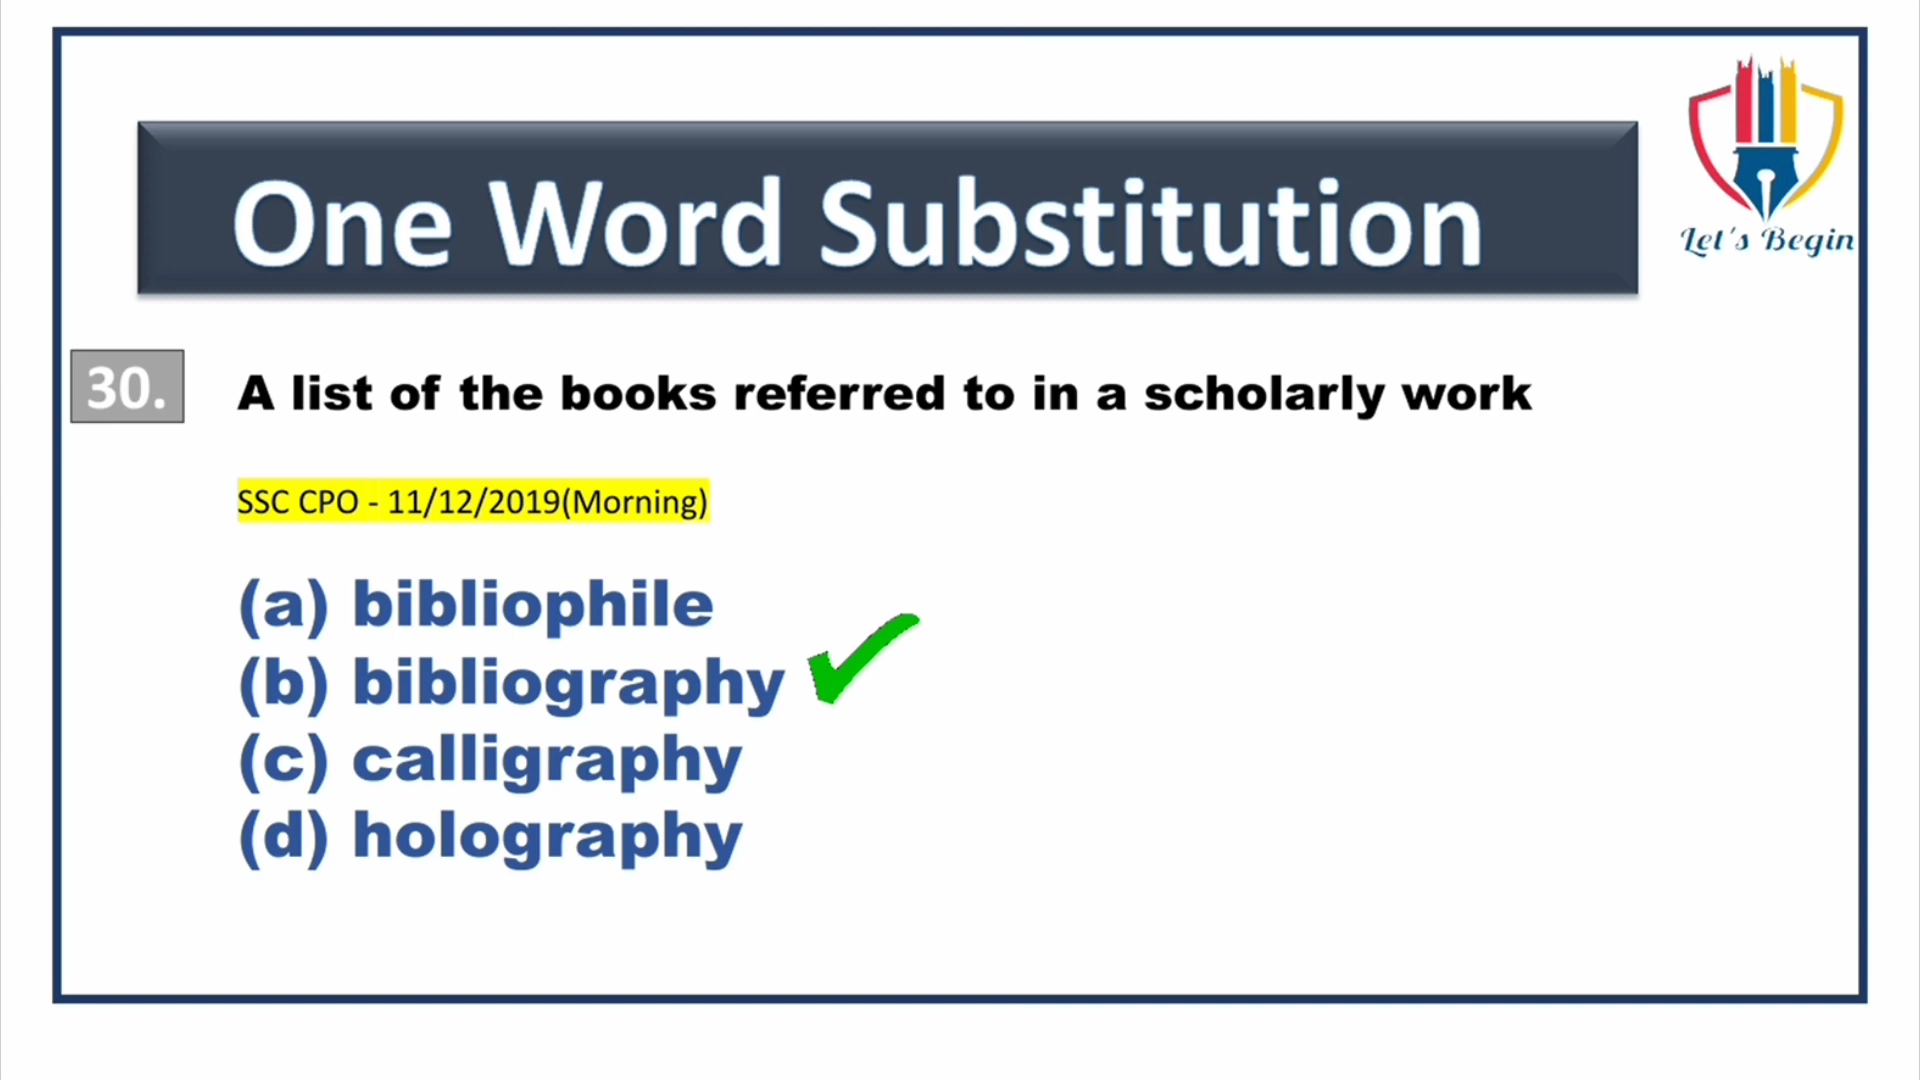 One Word Substitution
Let's Begin
30. A list of the books referred to in a scholarly work
SSC CPO - 11/12/2019(Morning)
(a) bibliophile
(b) bibliography
(c) calligraphy
(d) holography